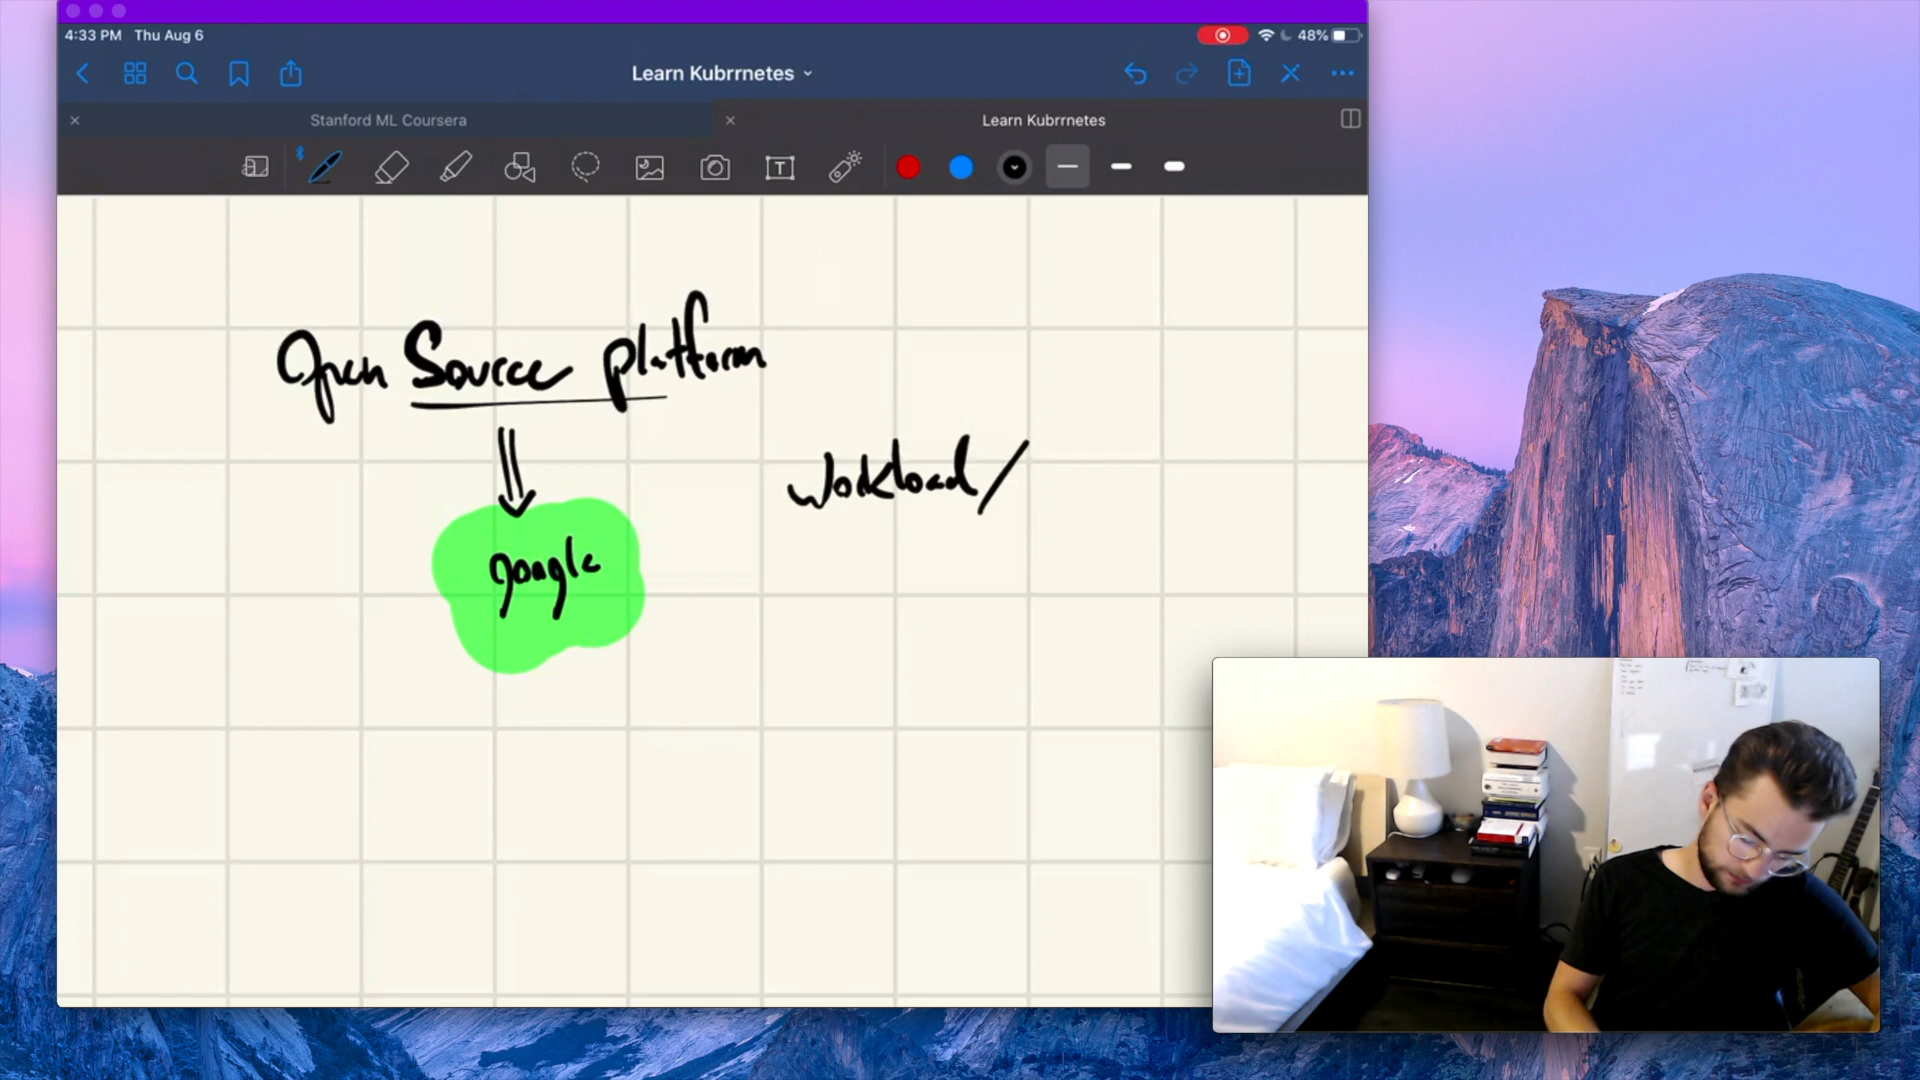 4:33 PM Thu Aug 6
48%
Learn Kubrrnetes
Stanford ML Coursera
Learn Kubrrnetes
T
Open Source platform
Workload/
google